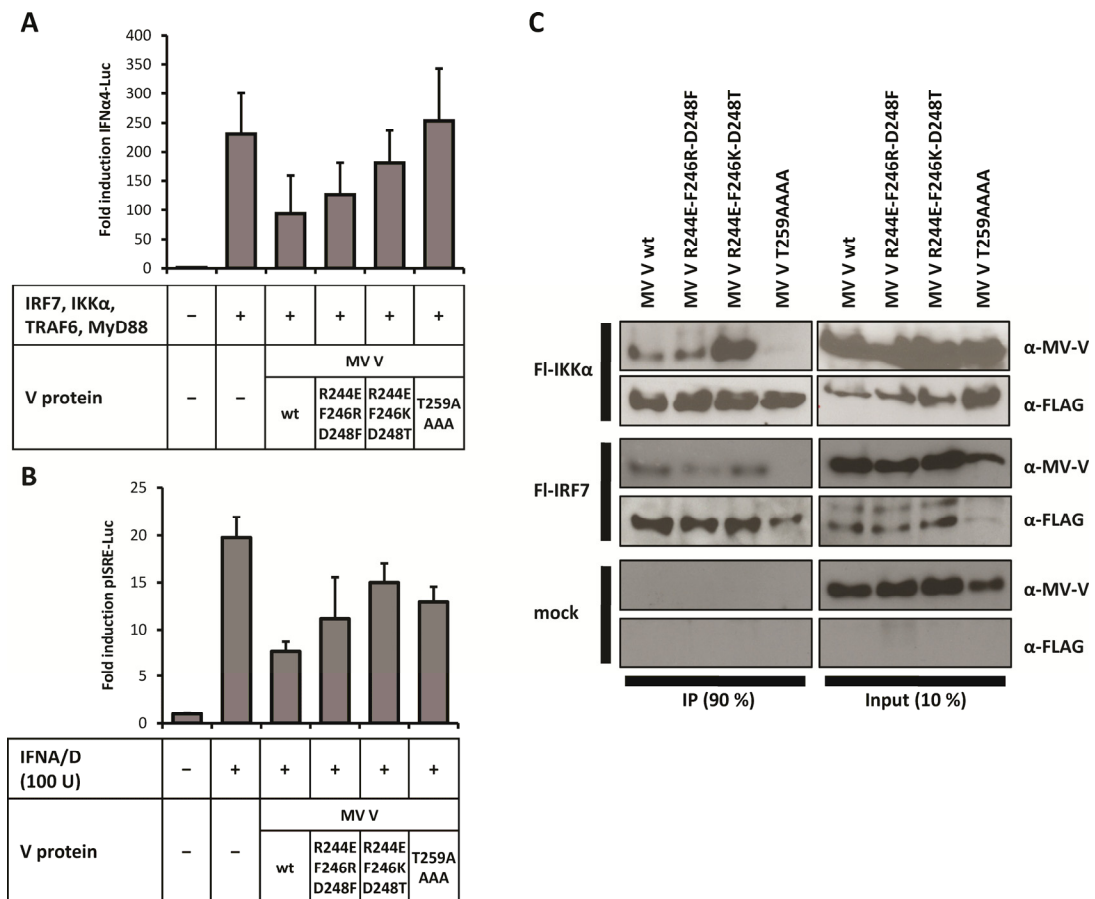 A
Fold induction IFNα4-Luc
400
350
300
250
200
150
100
50
0
IRF7, IKKα,
TRAF6, MyD88
– + + + + +
V protein
– –
MV V
wt
R244E
F246R
D248F
R244E
F246K
D248T
T259A
AAA
B
Fold induction pISRE-Luc
25
20
15
10
5
0
IFNA/D
(100 U)
– + + + + +
V protein
– –
MV V
wt
R244E
F246R
D248F
R244E
F246K
D248T
T259A
AAA
C
MV V wt
MV V R244E-F246R-D248F
MV V R244E-F246K-D248T
MV V T259AAAA
MV V wt
MV V R244E-F246R-D248F
MV V R244E-F246K-D248T
MV V T259AAAA
Fl-IKKα
α-MV-V
α-FLAG
Fl-IRF7
α-MV-V
α-FLAG
mock
α-MV-V
α-FLAG
IP (90 %)
Input (10 %)